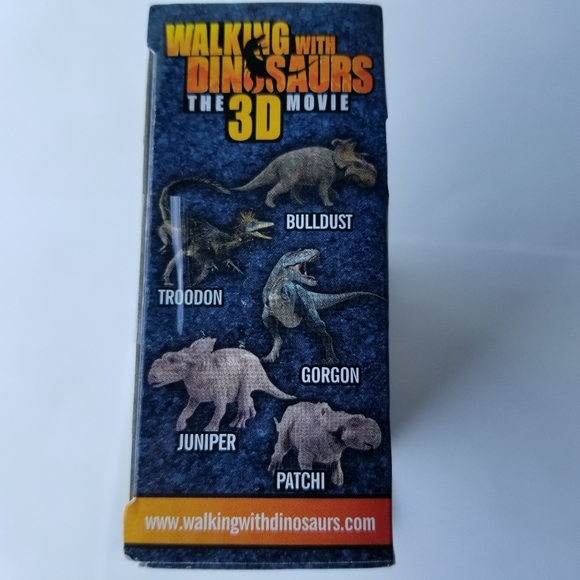 WALKING WITH
DINOSAURS
THE 3D MOVIE
BULLDUST
TROODON
GORGON
JUNIPER
PATCHI
www.walkingwithdinosaurs.com